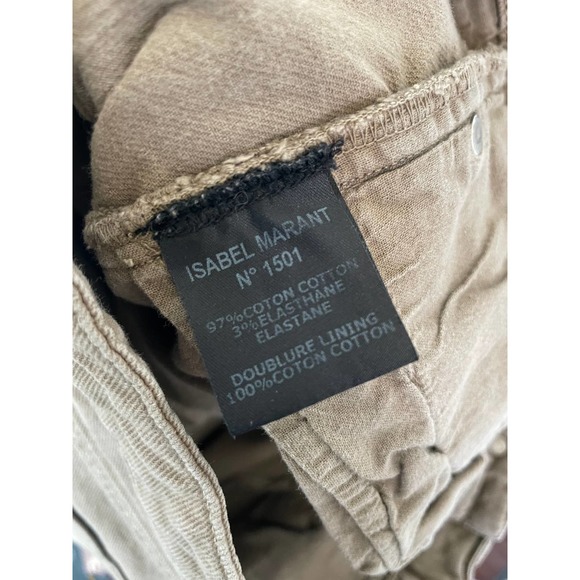 ISABEL MARANT
N° 1501
97%COTON COTTON
3%ELASTHANE
ELASTANE
DOUBLURE LINING
100%COTON COTTON